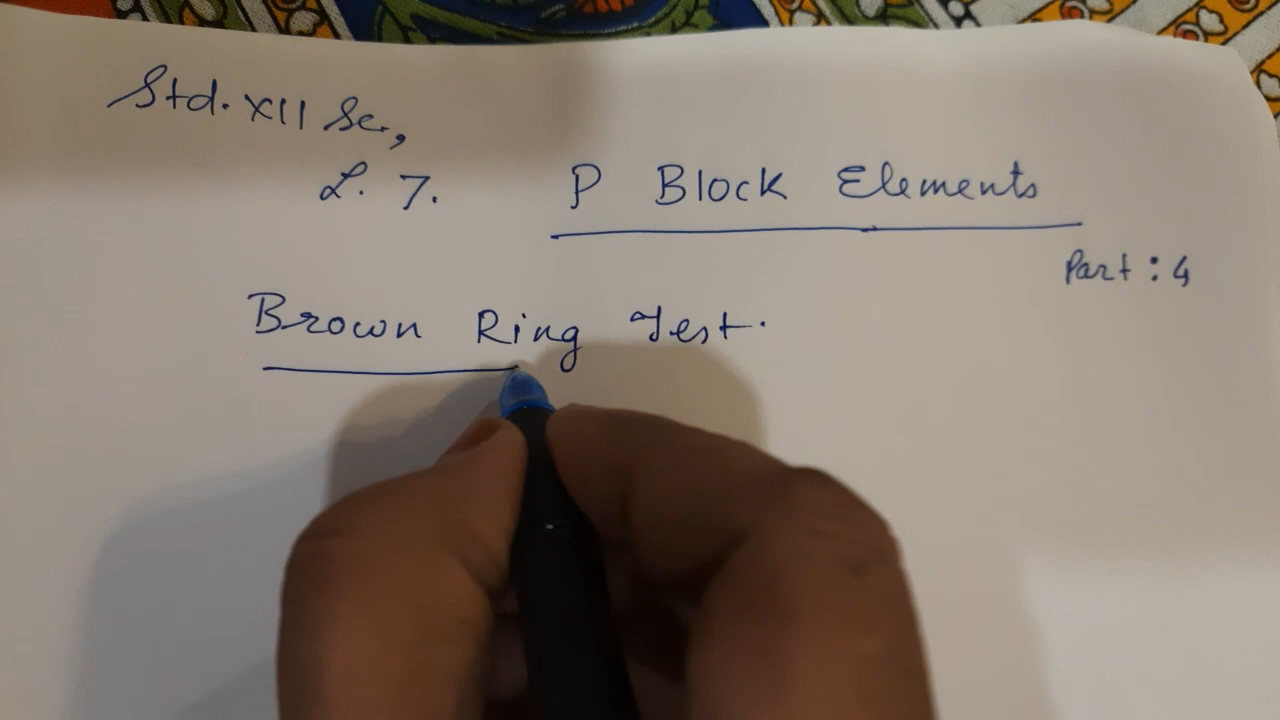 Std. XII Sc.,
L. 7. P Block Elements
Part : 4
Brown Ring Test.